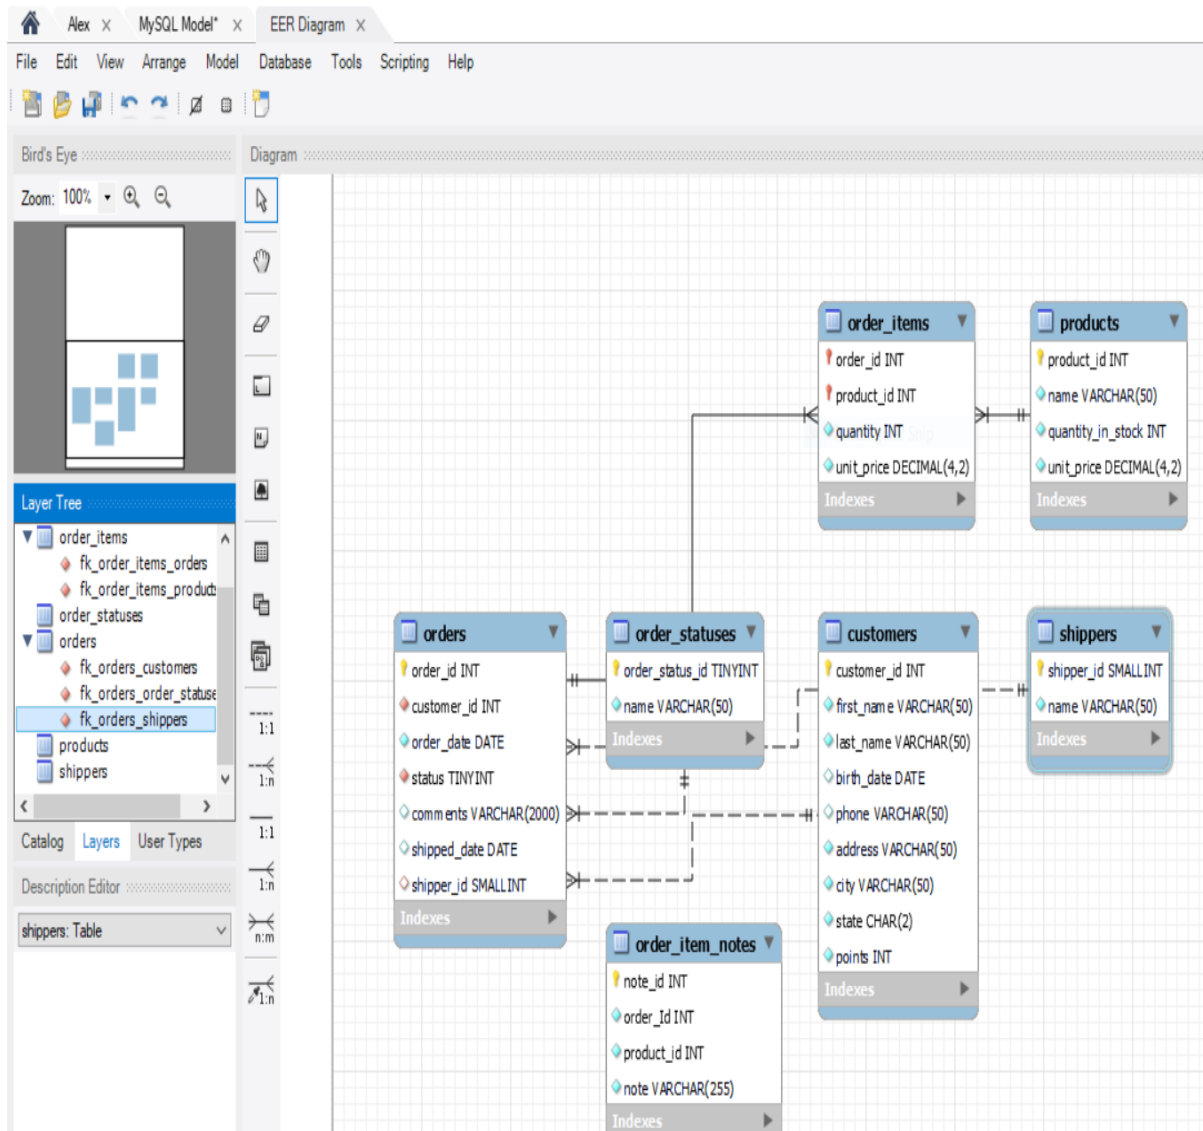 Alex
MySQL Model*
EER Diagram
File Edit View Arrange Model Database Tools Scripting Help
Bird's Eye
Zoom: 100%
Layer Tree
order_items
fk_order_items_orders
fk_order_items_products
order_statuses
orders
fk_orders_customers
fk_orders_order_statuse
fk_orders_shippers
products
shippers
Catalog Layers User Types
Description Editor
shippers: Table
Diagram
1:1
1:n
1:1
1:n
n:m
1:n
order_items
order_id INT
product_id INT
quantity INT
unit_price DECIMAL(4,2)
Indexes
products
product_id INT
name VARCHAR(50)
quantity_in_stock INT
unit_price DECIMAL(4,2)
Indexes
orders
order_id INT
customer_id INT
order_date DATE
status TINYINT
comments VARCHAR(2000)
shipped_date DATE
shipper_id SMALLINT
Indexes
order_statuses
order_status_id TINYINT
name VARCHAR(50)
Indexes
customers
customer_id INT
first_name VARCHAR(50)
last_name VARCHAR(50)
birth_date DATE
phone VARCHAR(50)
address VARCHAR(50)
city VARCHAR(50)
state CHAR(2)
points INT
Indexes
shippers
shipper_id SMALLINT
name VARCHAR(50)
Indexes
order_item_notes
note_id INT
order_Id INT
product_id INT
note VARCHAR(255)
Indexes